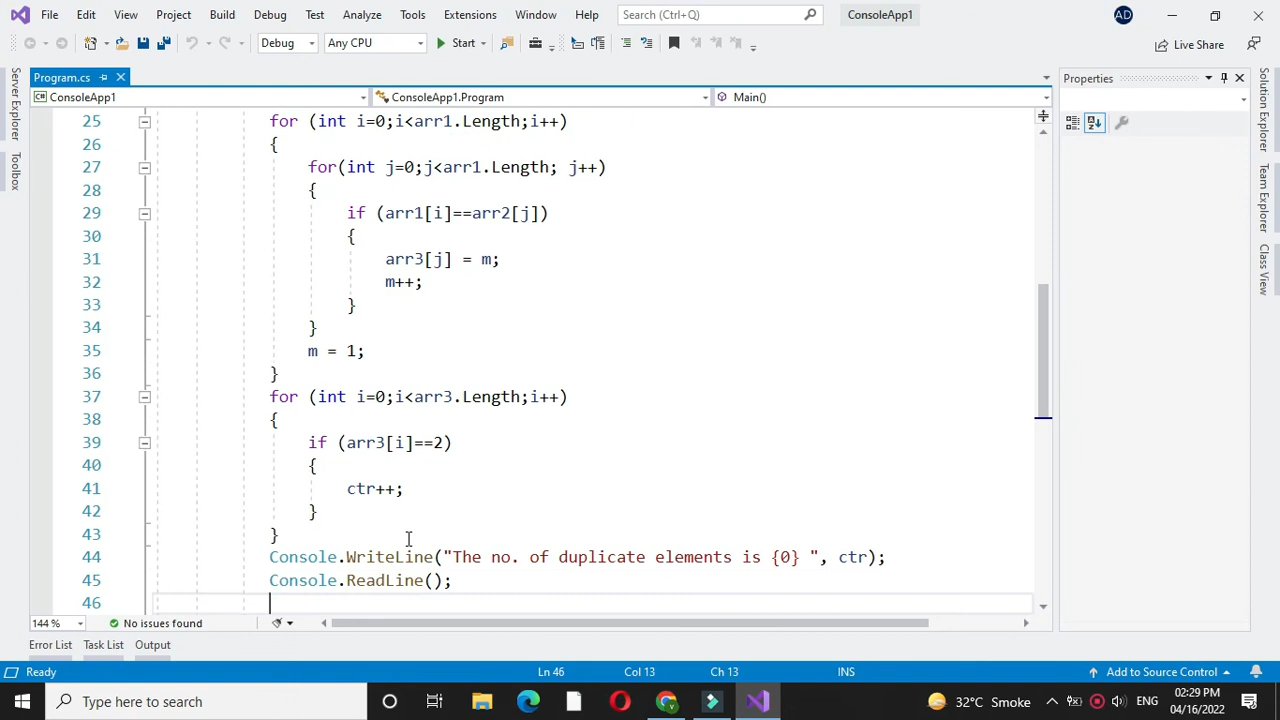 File Edit View Project Build Debug Test Analyze Tools Extensions Window Help Search (Ctrl+Q) ConsoleApp1 AD
Debug Any CPU Start Live Share
Program.cs
ConsoleApp1 ConsoleApp1.Program Main()
Properties
Server Explorer
Toolbox
Solution Explorer
Team Explorer
Class View
25 for (int i=0;i<arr1.Length;i++)
26 {
27 for(int j=0;j<arr1.Length; j++)
28 {
29 if (arr1[i]==arr2[j])
30 {
31 arr3[j] = m;
32 m++;
33 }
34 }
35 m = 1;
36 }
37 for (int i=0;i<arr3.Length;i++)
38 {
39 if (arr3[i]==2)
40 {
41 ctr++;
42 }
43 }
44 Console.WriteLine("The no. of duplicate elements is {0} ", ctr);
45 Console.ReadLine();
46
144 % No issues found
Error List Task List Output
Ready Ln 46 Col 13 Ch 13 INS Add to Source Control
Type here to search 32°C Smoke ENG 02:29 PM
04/16/2022